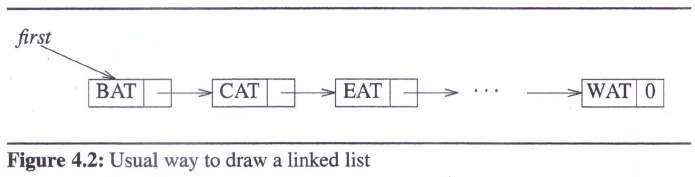 first
BAT CAT EAT ... WAT 0
Figure 4.2: Usual way to draw a linked list